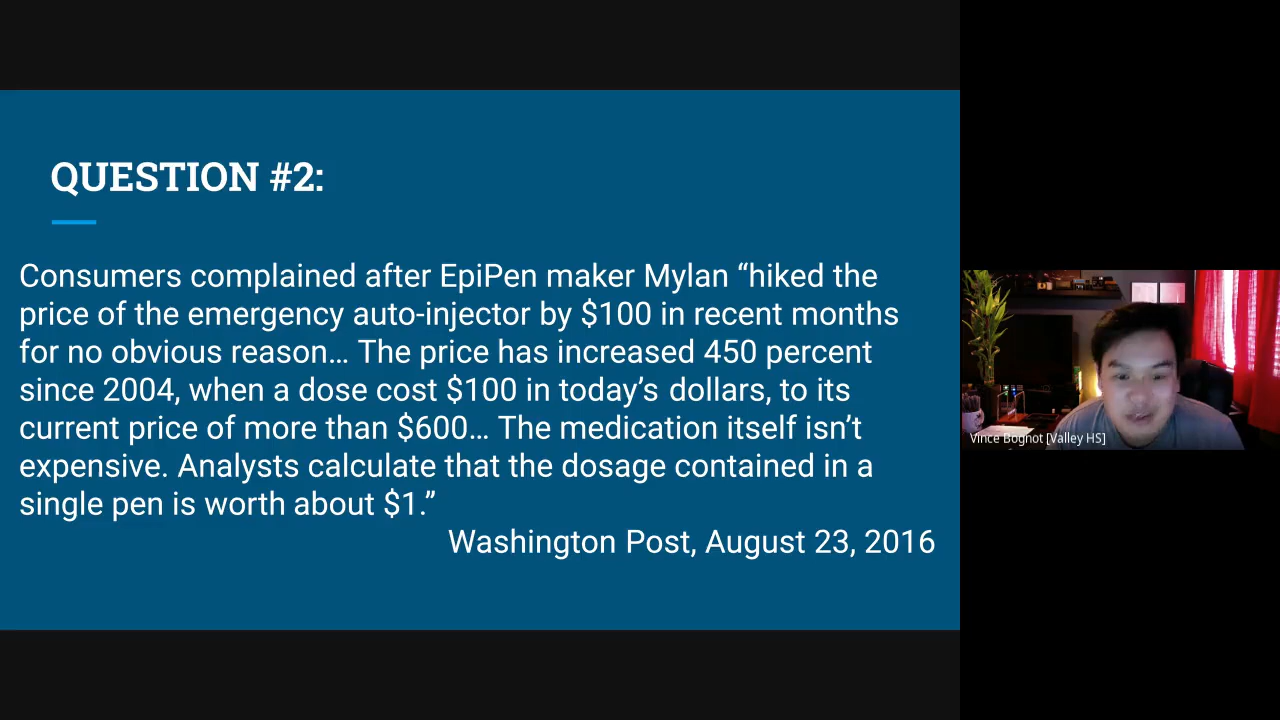 QUESTION #2:
Consumers complained after EpiPen maker Mylan “hiked the
price of the emergency auto-injector by $100 in recent months
for no obvious reason… The price has increased 450 percent
since 2004, when a dose cost $100 in today’s dollars, to its
current price of more than $600… The medication itself isn’t
expensive. Analysts calculate that the dosage contained in a
single pen is worth about $1.”
Washington Post, August 23, 2016
Vince Bognot [Valley HS]